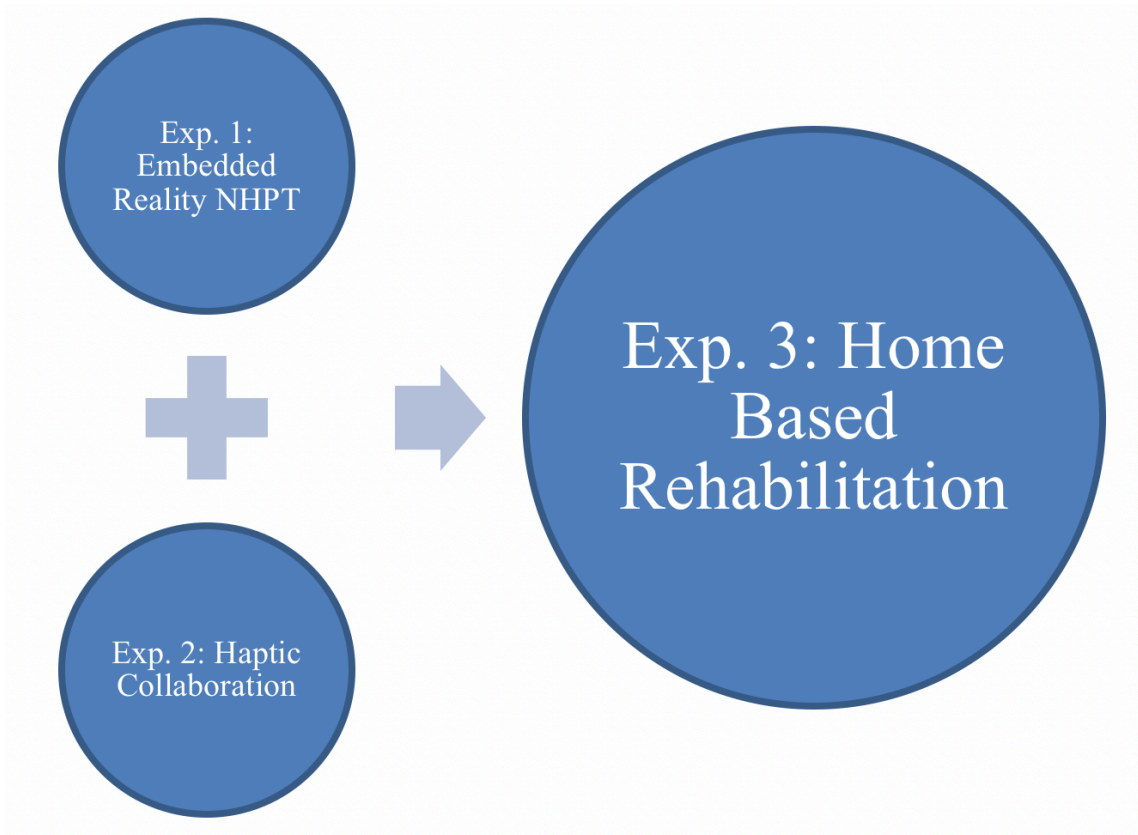 Exp. 1:
Embedded
Reality NHPT
Exp. 2: Haptic
Collaboration
Exp. 3: Home
Based
Rehabilitation